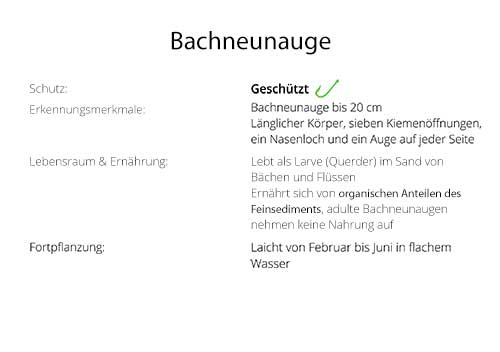 Bachneunauge
Schutz: Geschützt
Erkennungsmerkmale: Bachneunauge bis 20 cm
Länglicher Körper, sieben Kiemenöffnungen,
ein Nasenloch und ein Auge auf jeder Seite
Lebensraum & Ernährung: Lebt als Larve (Querder) im Sand von
Bächen und Flüssen
Ernährt sich von organischen Anteilen des
Feinsediments, adulte Bachneunaugen
nehmen keine Nahrung auf
Fortpflanzung: Laicht von Februar bis Juni in flachem
Wasser